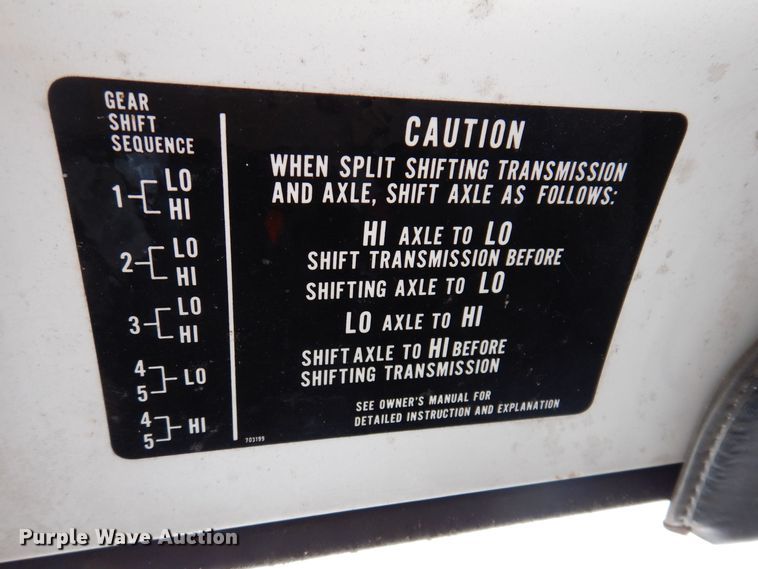 GEAR
SHIFT
SEQUENCE
1 LO
HI
2 LO
HI
3 LO
HI
4
5 LO
4
5 HI
CAUTION
WHEN SPLIT SHIFTING TRANSMISSION
AND AXLE, SHIFT AXLE AS FOLLOWS:
HI AXLE TO LO
SHIFT TRANSMISSION BEFORE
SHIFTING AXLE TO LO
LO AXLE TO HI
SHIFT AXLE TO HI BEFORE
SHIFTING TRANSMISSION
SEE OWNER'S MANUAL FOR
DETAILED INSTRUCTION AND EXPLANATION
703199
Purple Wave Auction